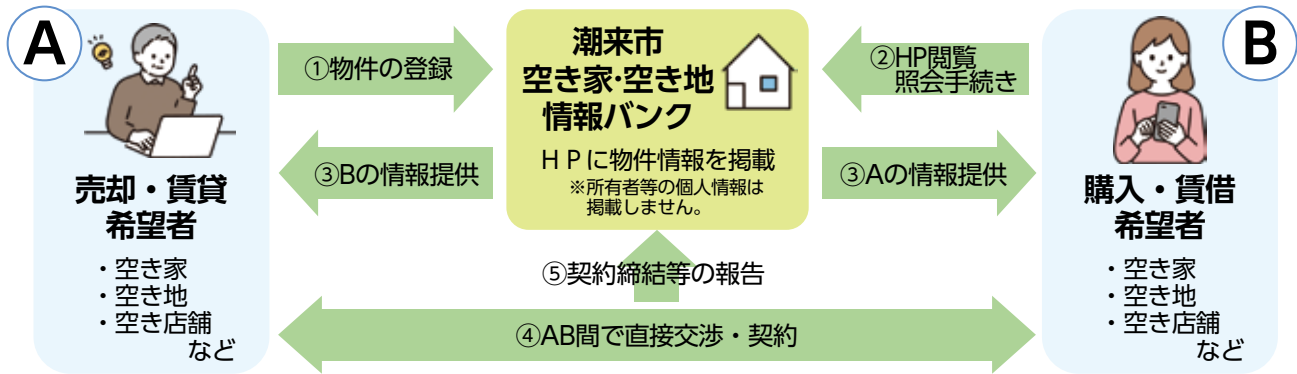 A
売却・賃貸
希望者
・空き家
・空き地
・空き店舗
など
①物件の登録
③Bの情報提供
潮来市
空き家・空き地
情報バンク
HPに物件情報を掲載
※所有者等の個人情報は
掲載しません。
②HP閲覧
照会手続き
③Aの情報提供
⑤契約締結等の報告
④AB間で直接交渉・契約
B
購入・賃借
希望者
・空き家
・空き地
・空き店舗
など